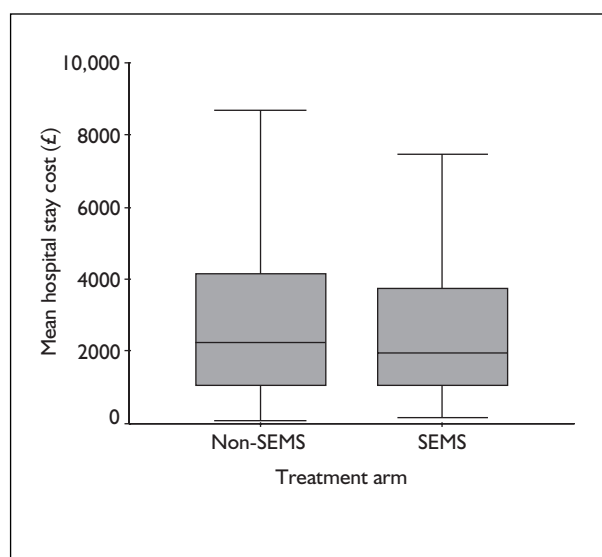 10,000
8000
6000
4000
2000
0
Mean hospital stay cost (£)
Non-SEMS
SEMS
Treatment arm